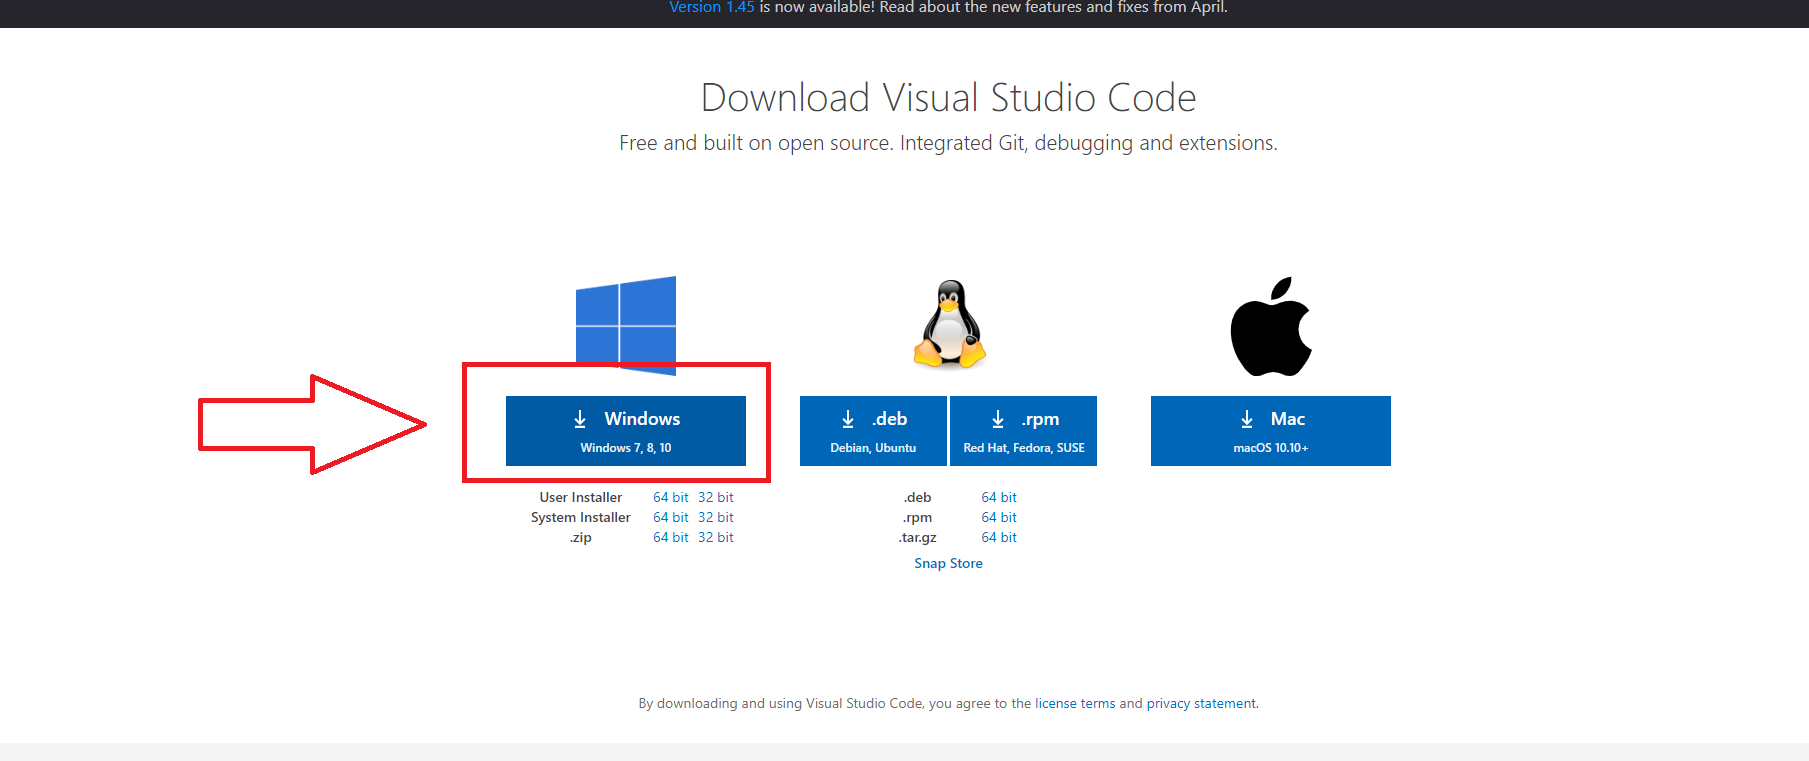 Version 1.45 is now available! Read about the new features and fixes from April.
Download Visual Studio Code
Free and built on open source. Integrated Git, debugging and extensions.
Windows
Windows 7, 8, 10
User Installer 64 bit 32 bit
System Installer 64 bit 32 bit
.zip 64 bit 32 bit
.deb
Debian, Ubuntu
.rpm
Red Hat, Fedora, SUSE
.deb 64 bit
.rpm 64 bit
.tar.gz 64 bit
Snap Store
Mac
macOS 10.10+
By downloading and using Visual Studio Code, you agree to the license terms and privacy statement.